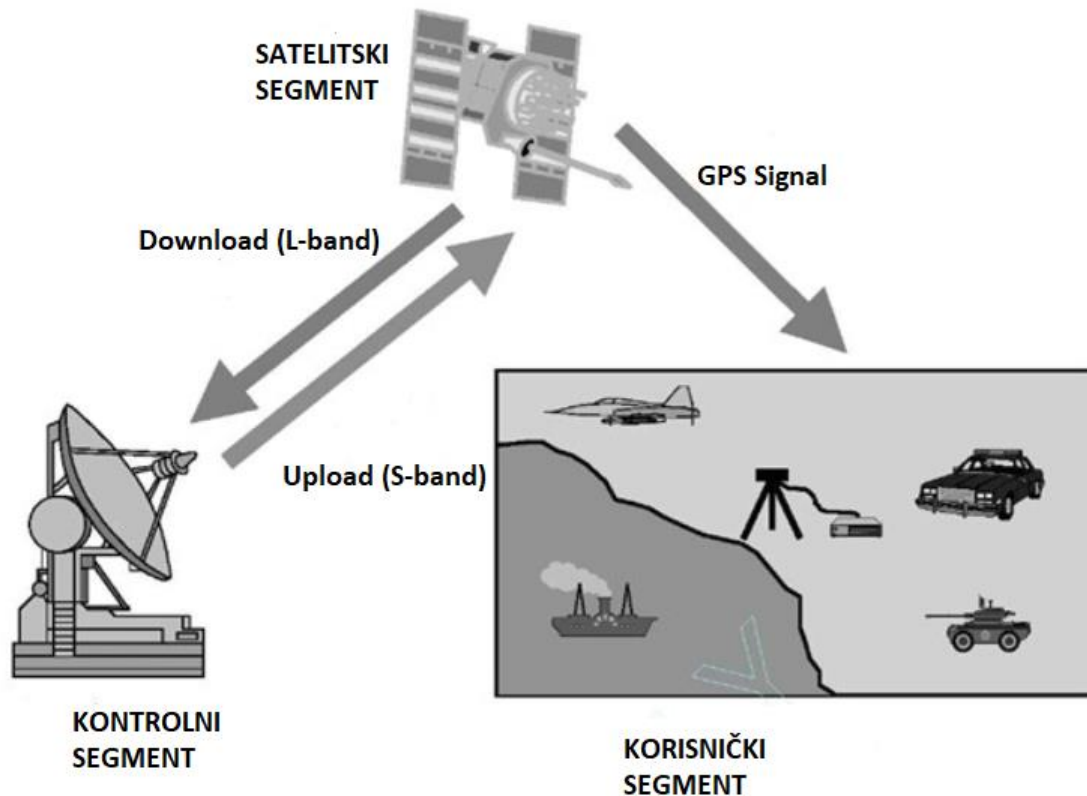 SATELITSKI
SEGMENT
GPS Signal
Download (L-band)
Upload (S-band)
KONTROLNI
SEGMENT
KORISNIČKI
SEGMENT